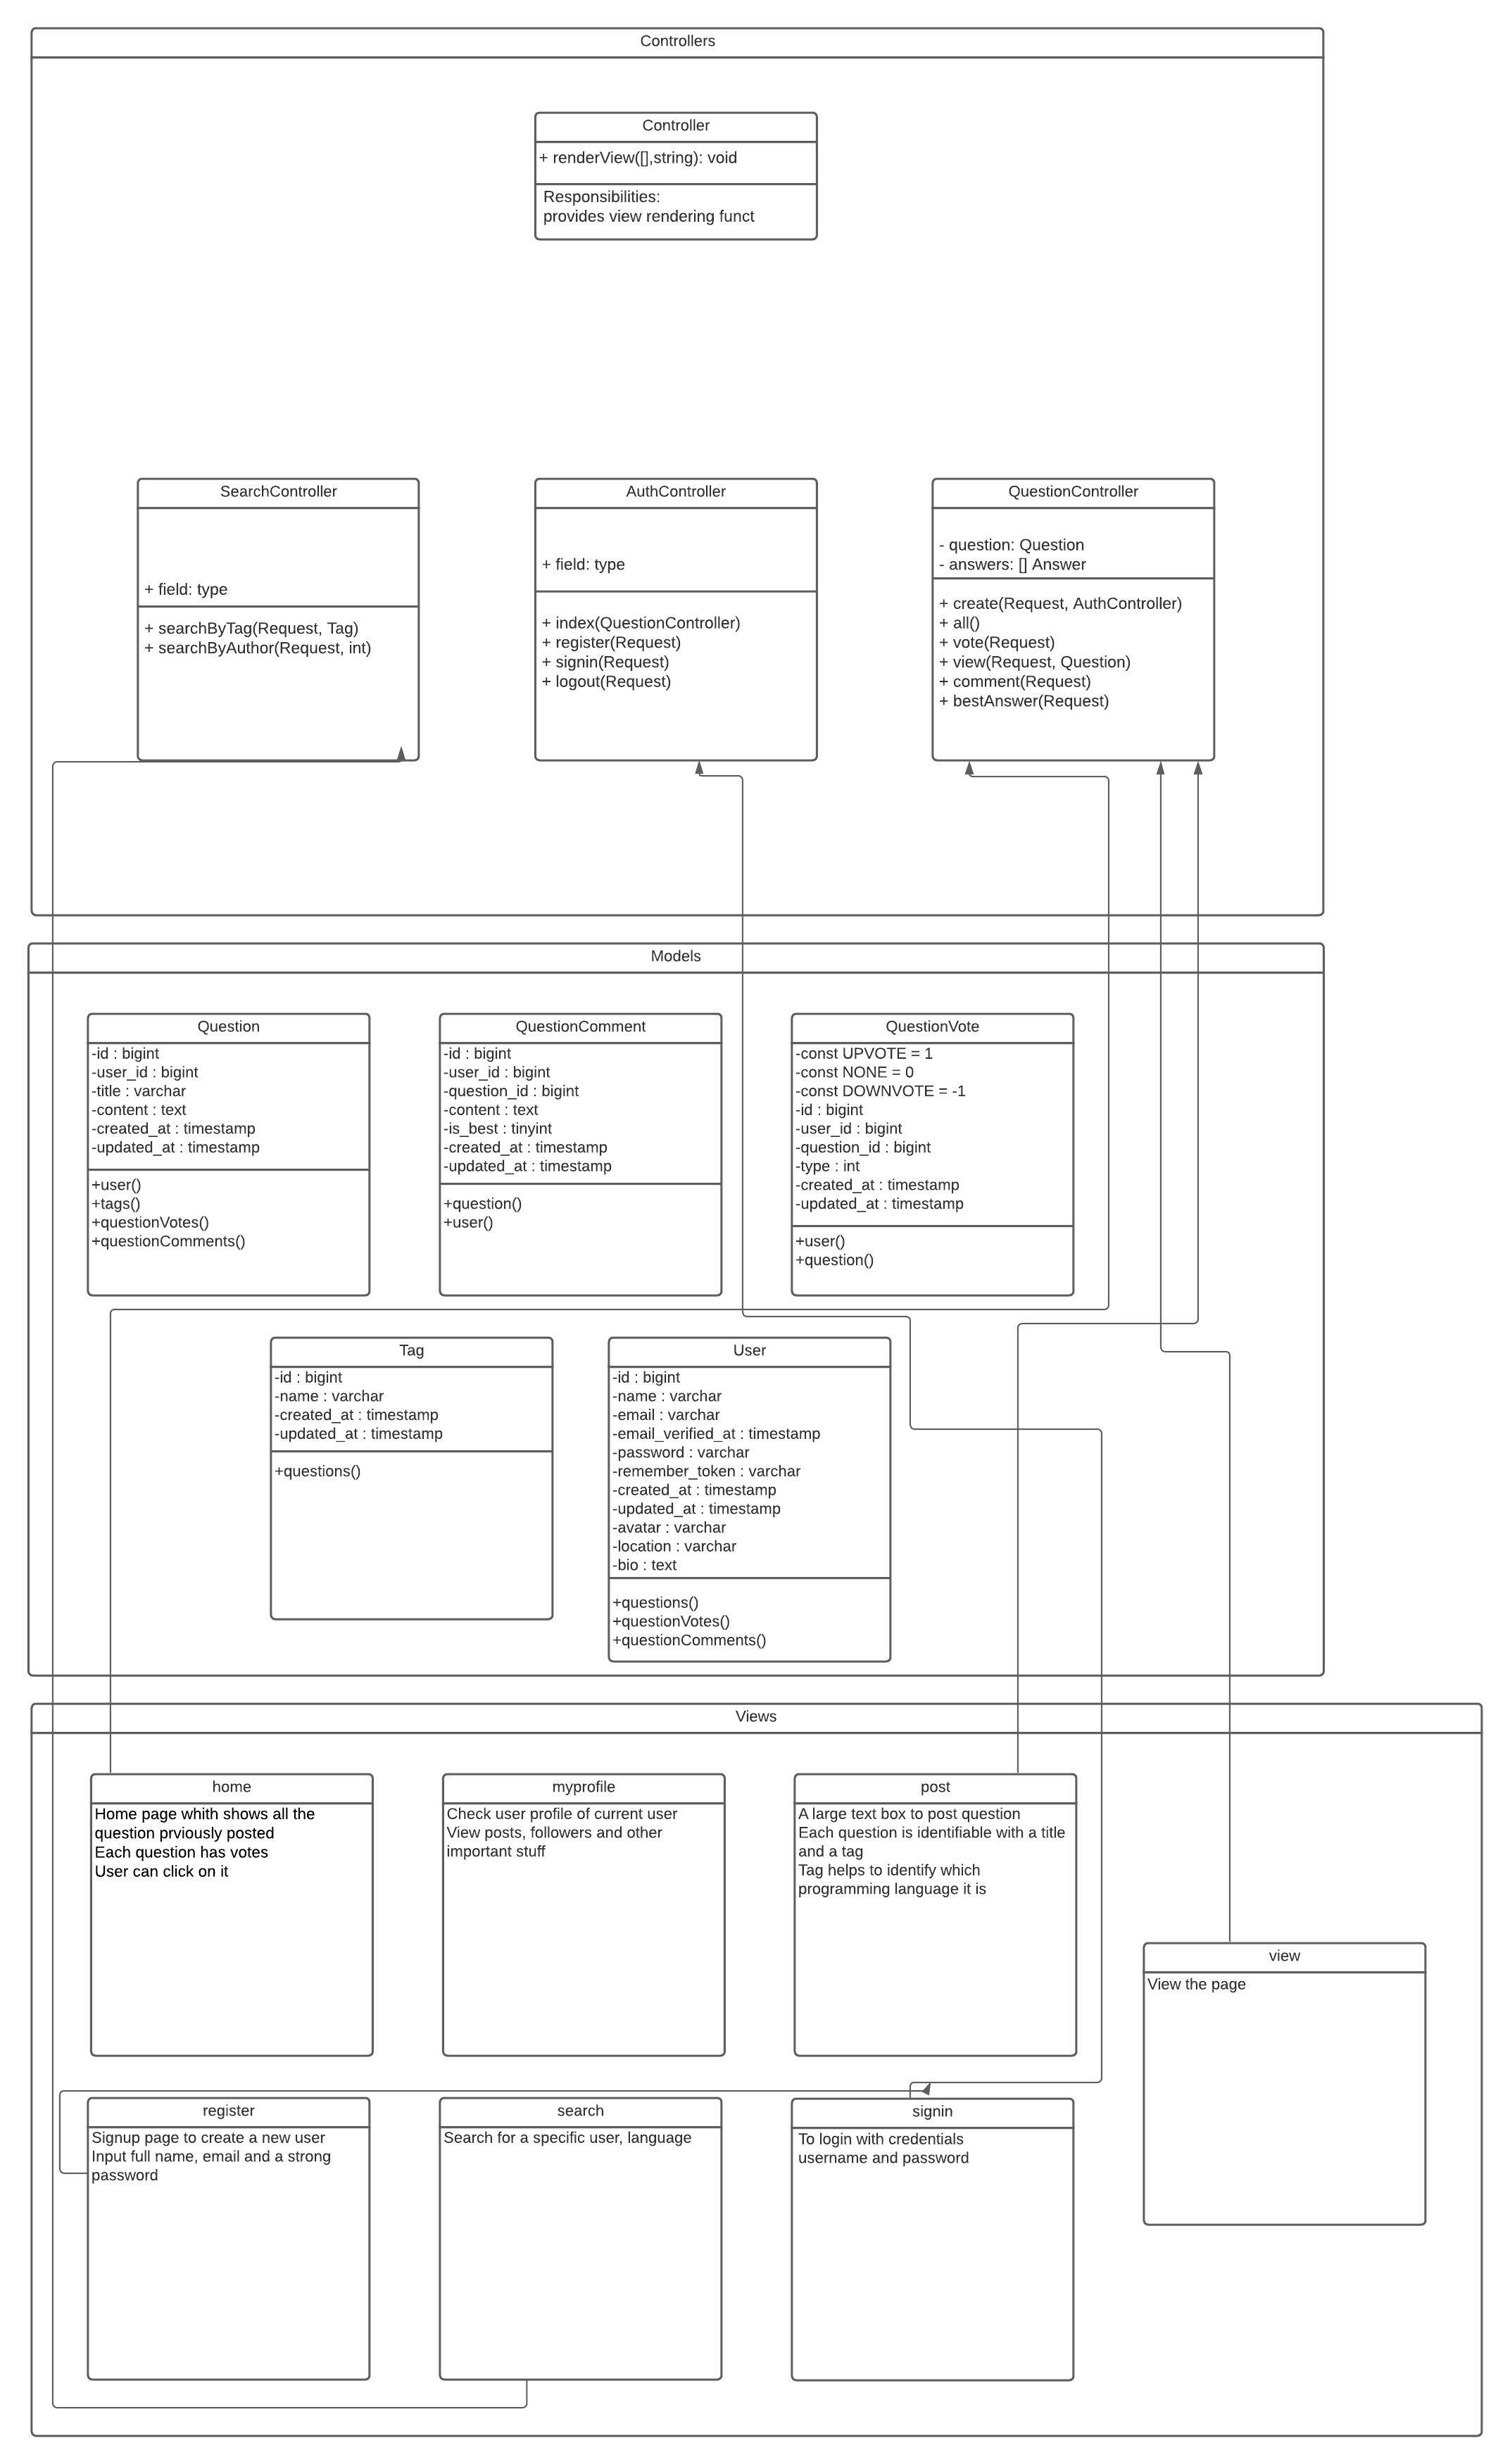 Controllers
Controller
+ renderView([],string): void
Responsibilities:
provides view rendering funct
SearchController
+ field: type
+ searchByTag(Request, Tag)
+ searchByAuthor(Request, int)
AuthController
+ field: type
+ index(QuestionController)
+ register(Request)
+ signin(Request)
+ logout(Request)
QuestionController
- question: Question
- answers: [] Answer
+ create(Request, AuthController)
+ all()
+ vote(Request)
+ view(Request, Question)
+ comment(Request)
+ bestAnswer(Request)
Models
Question
-id : bigint
-user_id : bigint
-title : varchar
-content : text
-created_at : timestamp
-updated_at : timestamp
+user()
+tags()
+questionVotes()
+questionComments()
QuestionComment
-id : bigint
-user_id : bigint
-question_id : bigint
-content : text
-is_best : tinyint
-created_at : timestamp
-updated_at : timestamp
+question()
+user()
QuestionVote
-const UPVOTE = 1
-const NONE = 0
-const DOWNVOTE = -1
-id : bigint
-user_id : bigint
-question_id : bigint
-type : int
-created_at : timestamp
-updated_at : timestamp
+user()
+question()
Tag
-id : bigint
-name : varchar
-created_at : timestamp
-updated_at : timestamp
+questions()
User
-id : bigint
-name : varchar
-email : varchar
-email_verified_at : timestamp
-password : varchar
-remember_token : varchar
-created_at : timestamp
-updated_at : timestamp
-avatar : varchar
-location : varchar
-bio : text
+questions()
+questionVotes()
+questionComments()
Views
home
Home page whith shows all the
question prviously posted
Each question has votes
User can click on it
myprofile
Check user profile of current user
View posts, followers and other
important stuff
post
A large text box to post question
Each question is identifiable with a title
and a tag
Tag helps to identify which
programming language it is
view
View the page
register
Signup page to create a new user
Input full name, email and a strong
password
search
Search for a specific user, language
signin
To login with credentials
username and password